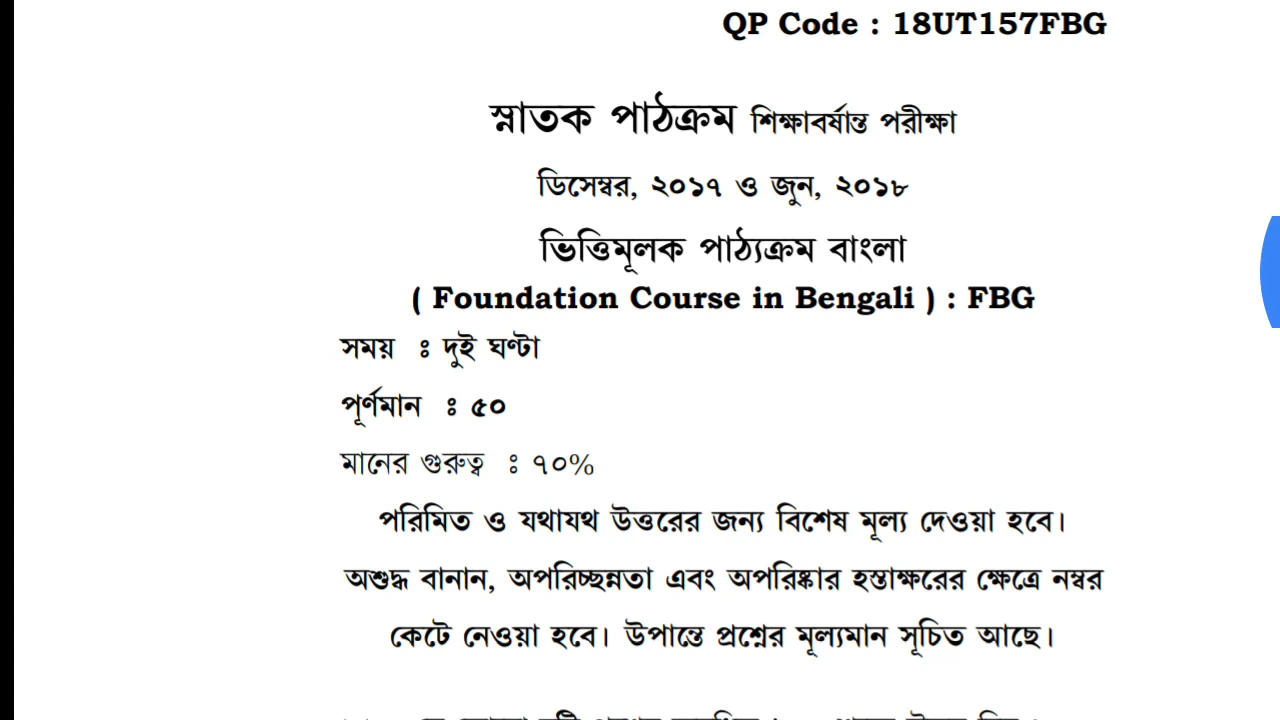 QP Code : 18UT157FBG
স্নাতক পাঠক্রম শিক্ষাবর্ষান্ত পরীক্ষা
ডিসেম্বর, ২০১৭ ও জুন, ২০১৮
ভিত্তিমূলক পাঠ্যক্রম বাংলা
( Foundation Course in Bengali ) : FBG
সময় ঃ দুই ঘণ্টা
পূর্ণমান ঃ ৫০
মানের গুরুত্ব ঃ ৭০%
পরিমিত ও যথাযথ উত্তরের জন্য বিশেষ মূল্য দেওয়া হবে।
অশুদ্ধ বানান, অপরিচ্ছন্নতা এবং অপরিষ্কার হস্তাক্ষরের ক্ষেত্রে নম্বর
কেটে নেওয়া হবে। উপান্তে প্রশ্নের মূল্যমান সূচিত আছে।